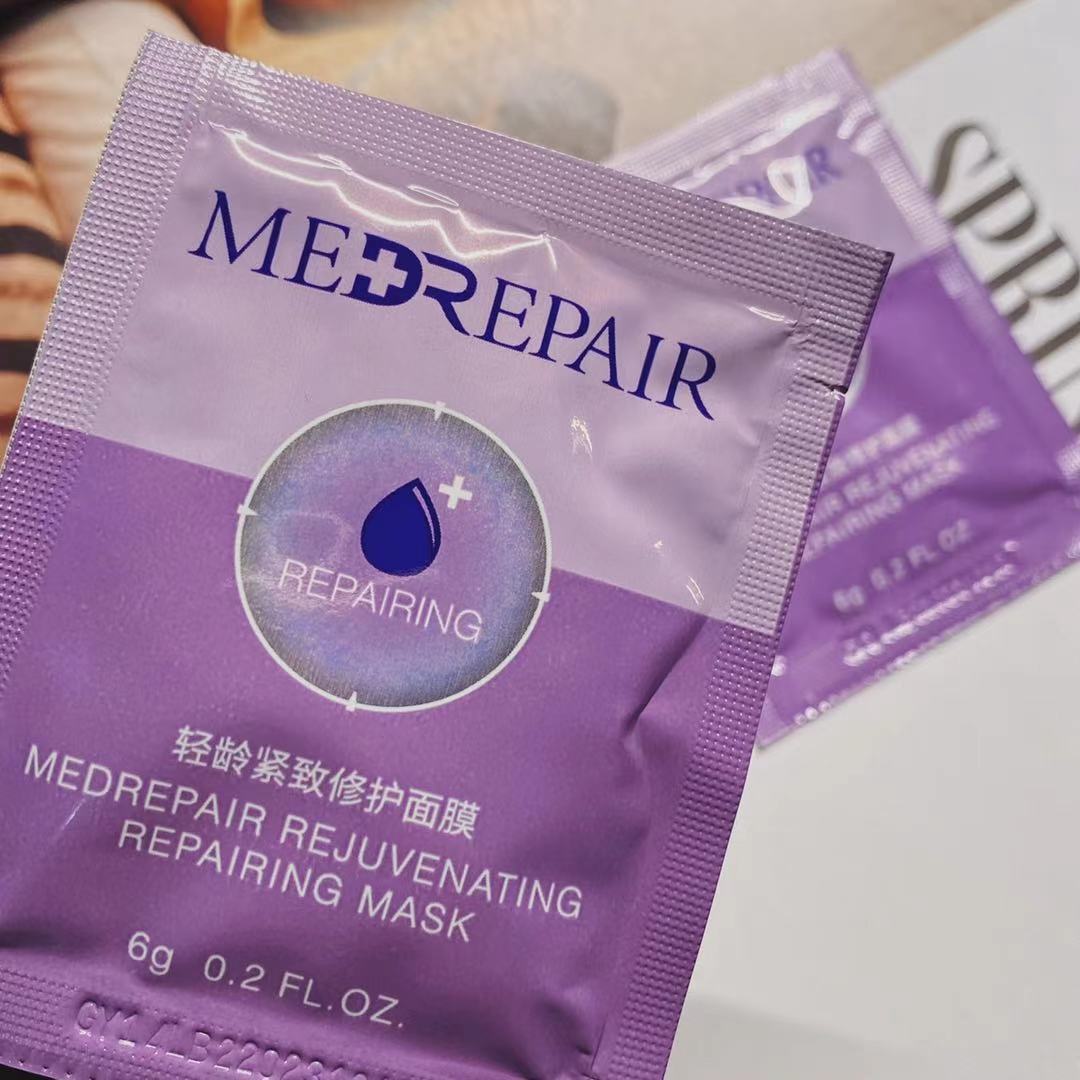 MEDREPAIR
REPAIRING
轻龄紧致修护面膜
MEDREPAIR REJUVENATING
REPAIRING MASK
6g 0.2 FL.OZ.
REJUVENATING
REPAIRING MASK
6g 0.2 FL.OZ